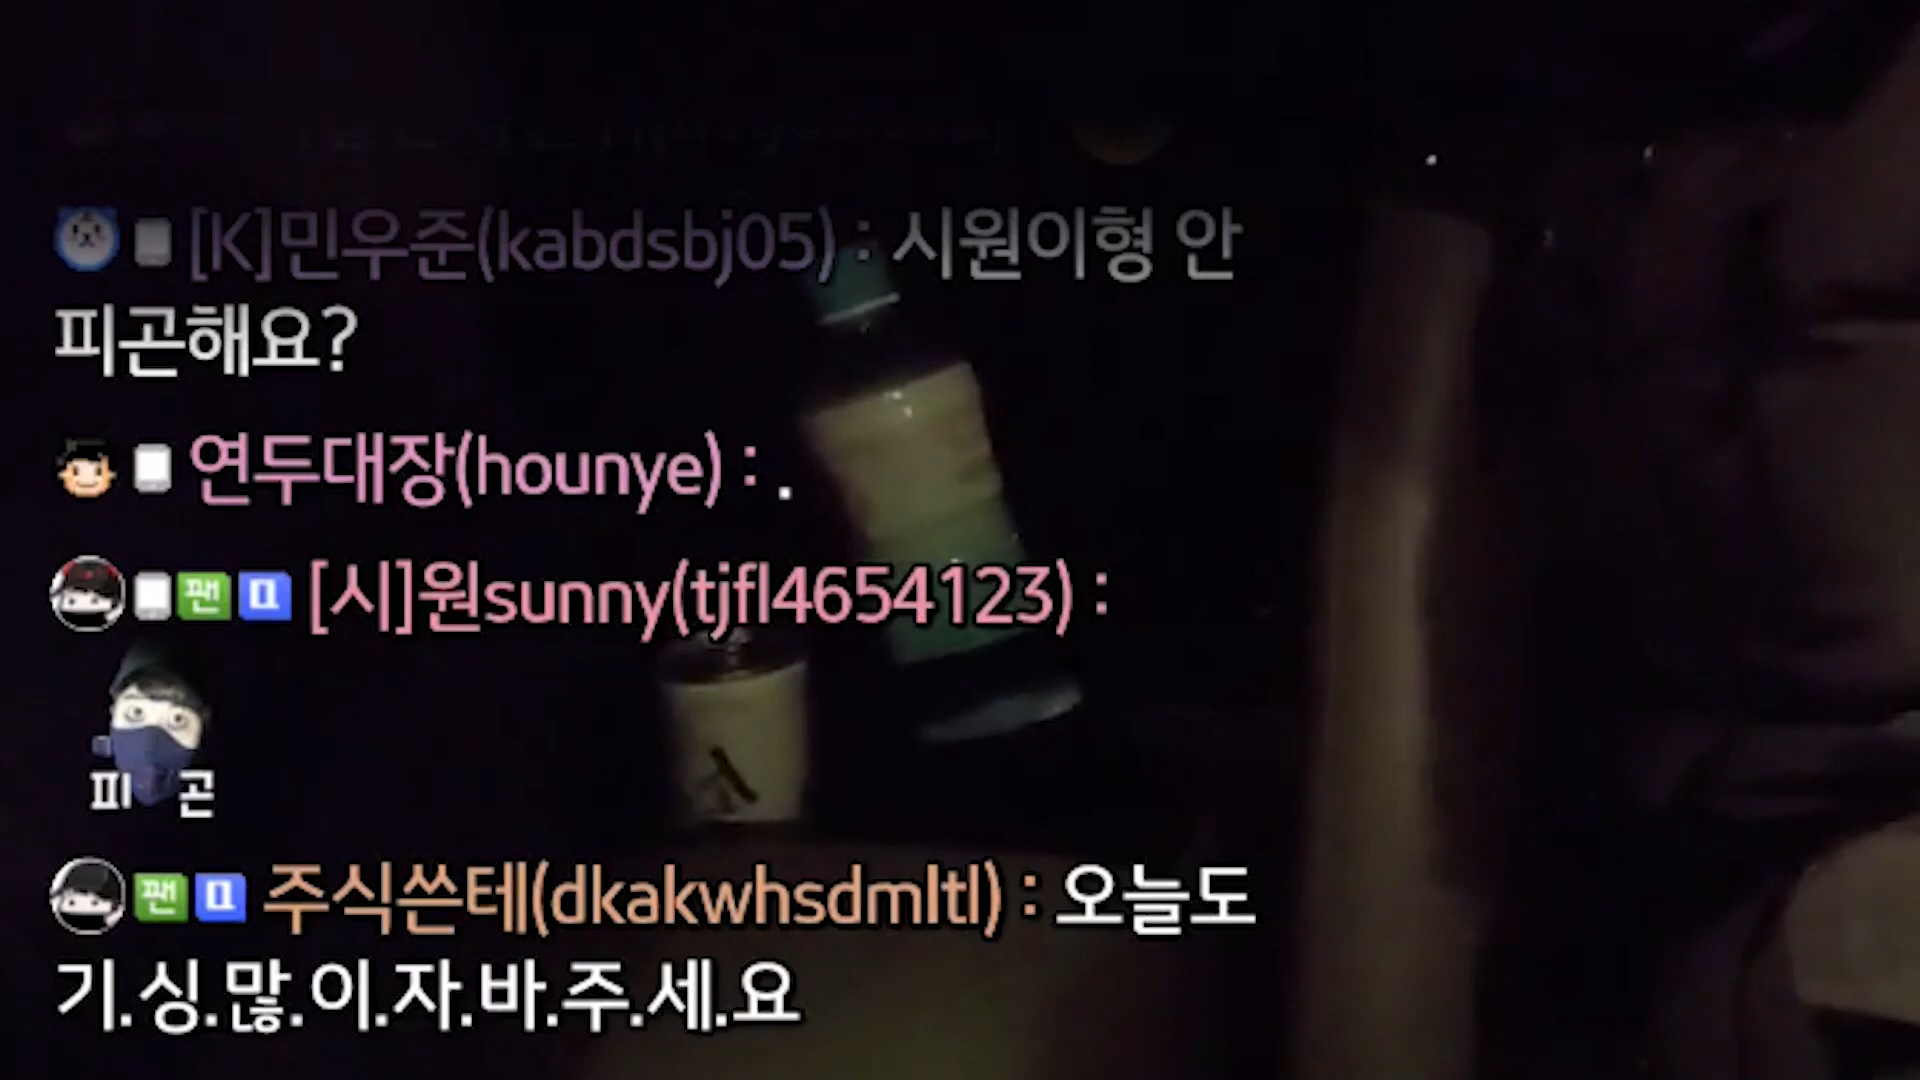 [K]민우준(kabdsbj05) : 시원이형 안
피곤해요?
연두대장(hounye) : .
팬 [시]원sunny(tjfl4654123) :
피 곤
팬 주식쓴테(dkakwhsdmltl) : 오늘도
기.싱.많.이.자.바.주.세.요